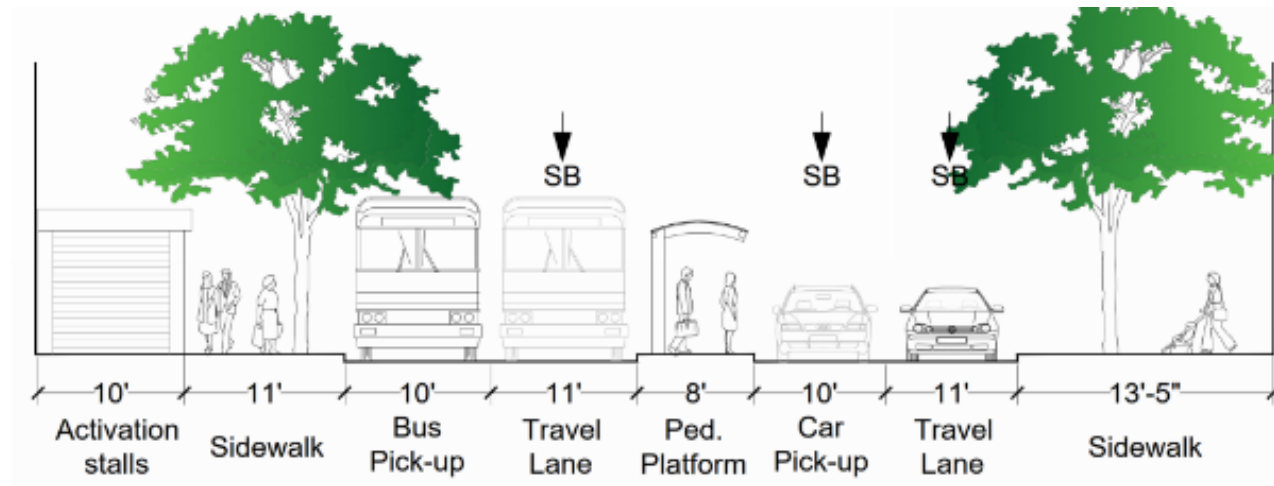 SB
SB
SB
10'
11'
10'
11'
8'
10'
11'
13'-5"
Activation
stalls
Sidewalk
Bus
Pick-up
Travel
Lane
Ped.
Platform
Car
Pick-up
Travel
Lane
Sidewalk